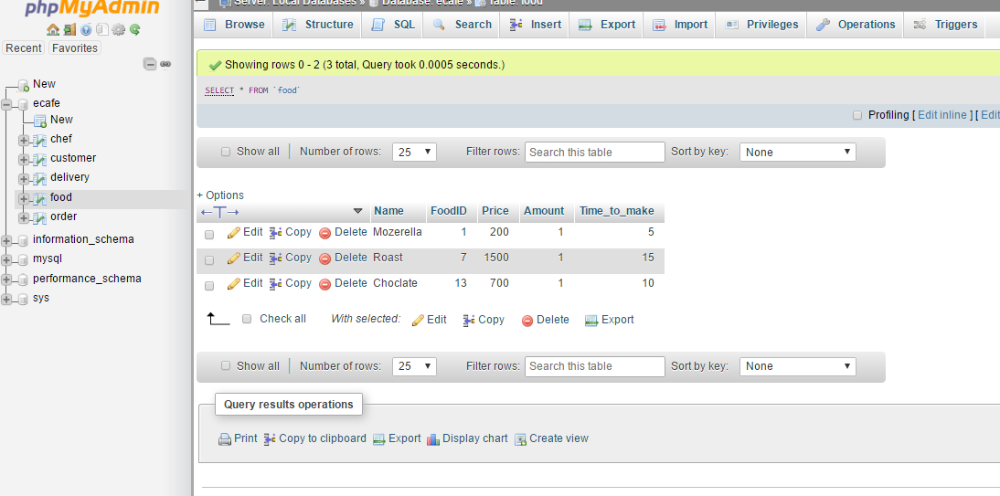 phpMyAdmin
Server: Local Databases » Database: ecafe » Table: food
Browse Structure SQL Search Insert Export Import Privileges Operations Triggers
Recent Favorites
New
ecafe
New
chef
customer
delivery
food
order
information_schema
mysql
performance_schema
sys
Showing rows 0 - 2 (3 total, Query took 0.0005 seconds.)
SELECT * FROM `food`
Profiling [ Edit inline ] [ Edit
Show all Number of rows: 25 Filter rows: Search this table Sort by key: None
+ Options
←T→ Name FoodID Price Amount Time_to_make
Edit Copy Delete Mozerella 1 200 1 5
Edit Copy Delete Roast 7 1500 1 15
Edit Copy Delete Choclate 13 700 1 10
Check all With selected: Edit Copy Delete Export
Show all Number of rows: 25 Filter rows: Search this table Sort by key: None
Query results operations
Print Copy to clipboard Export Display chart Create view